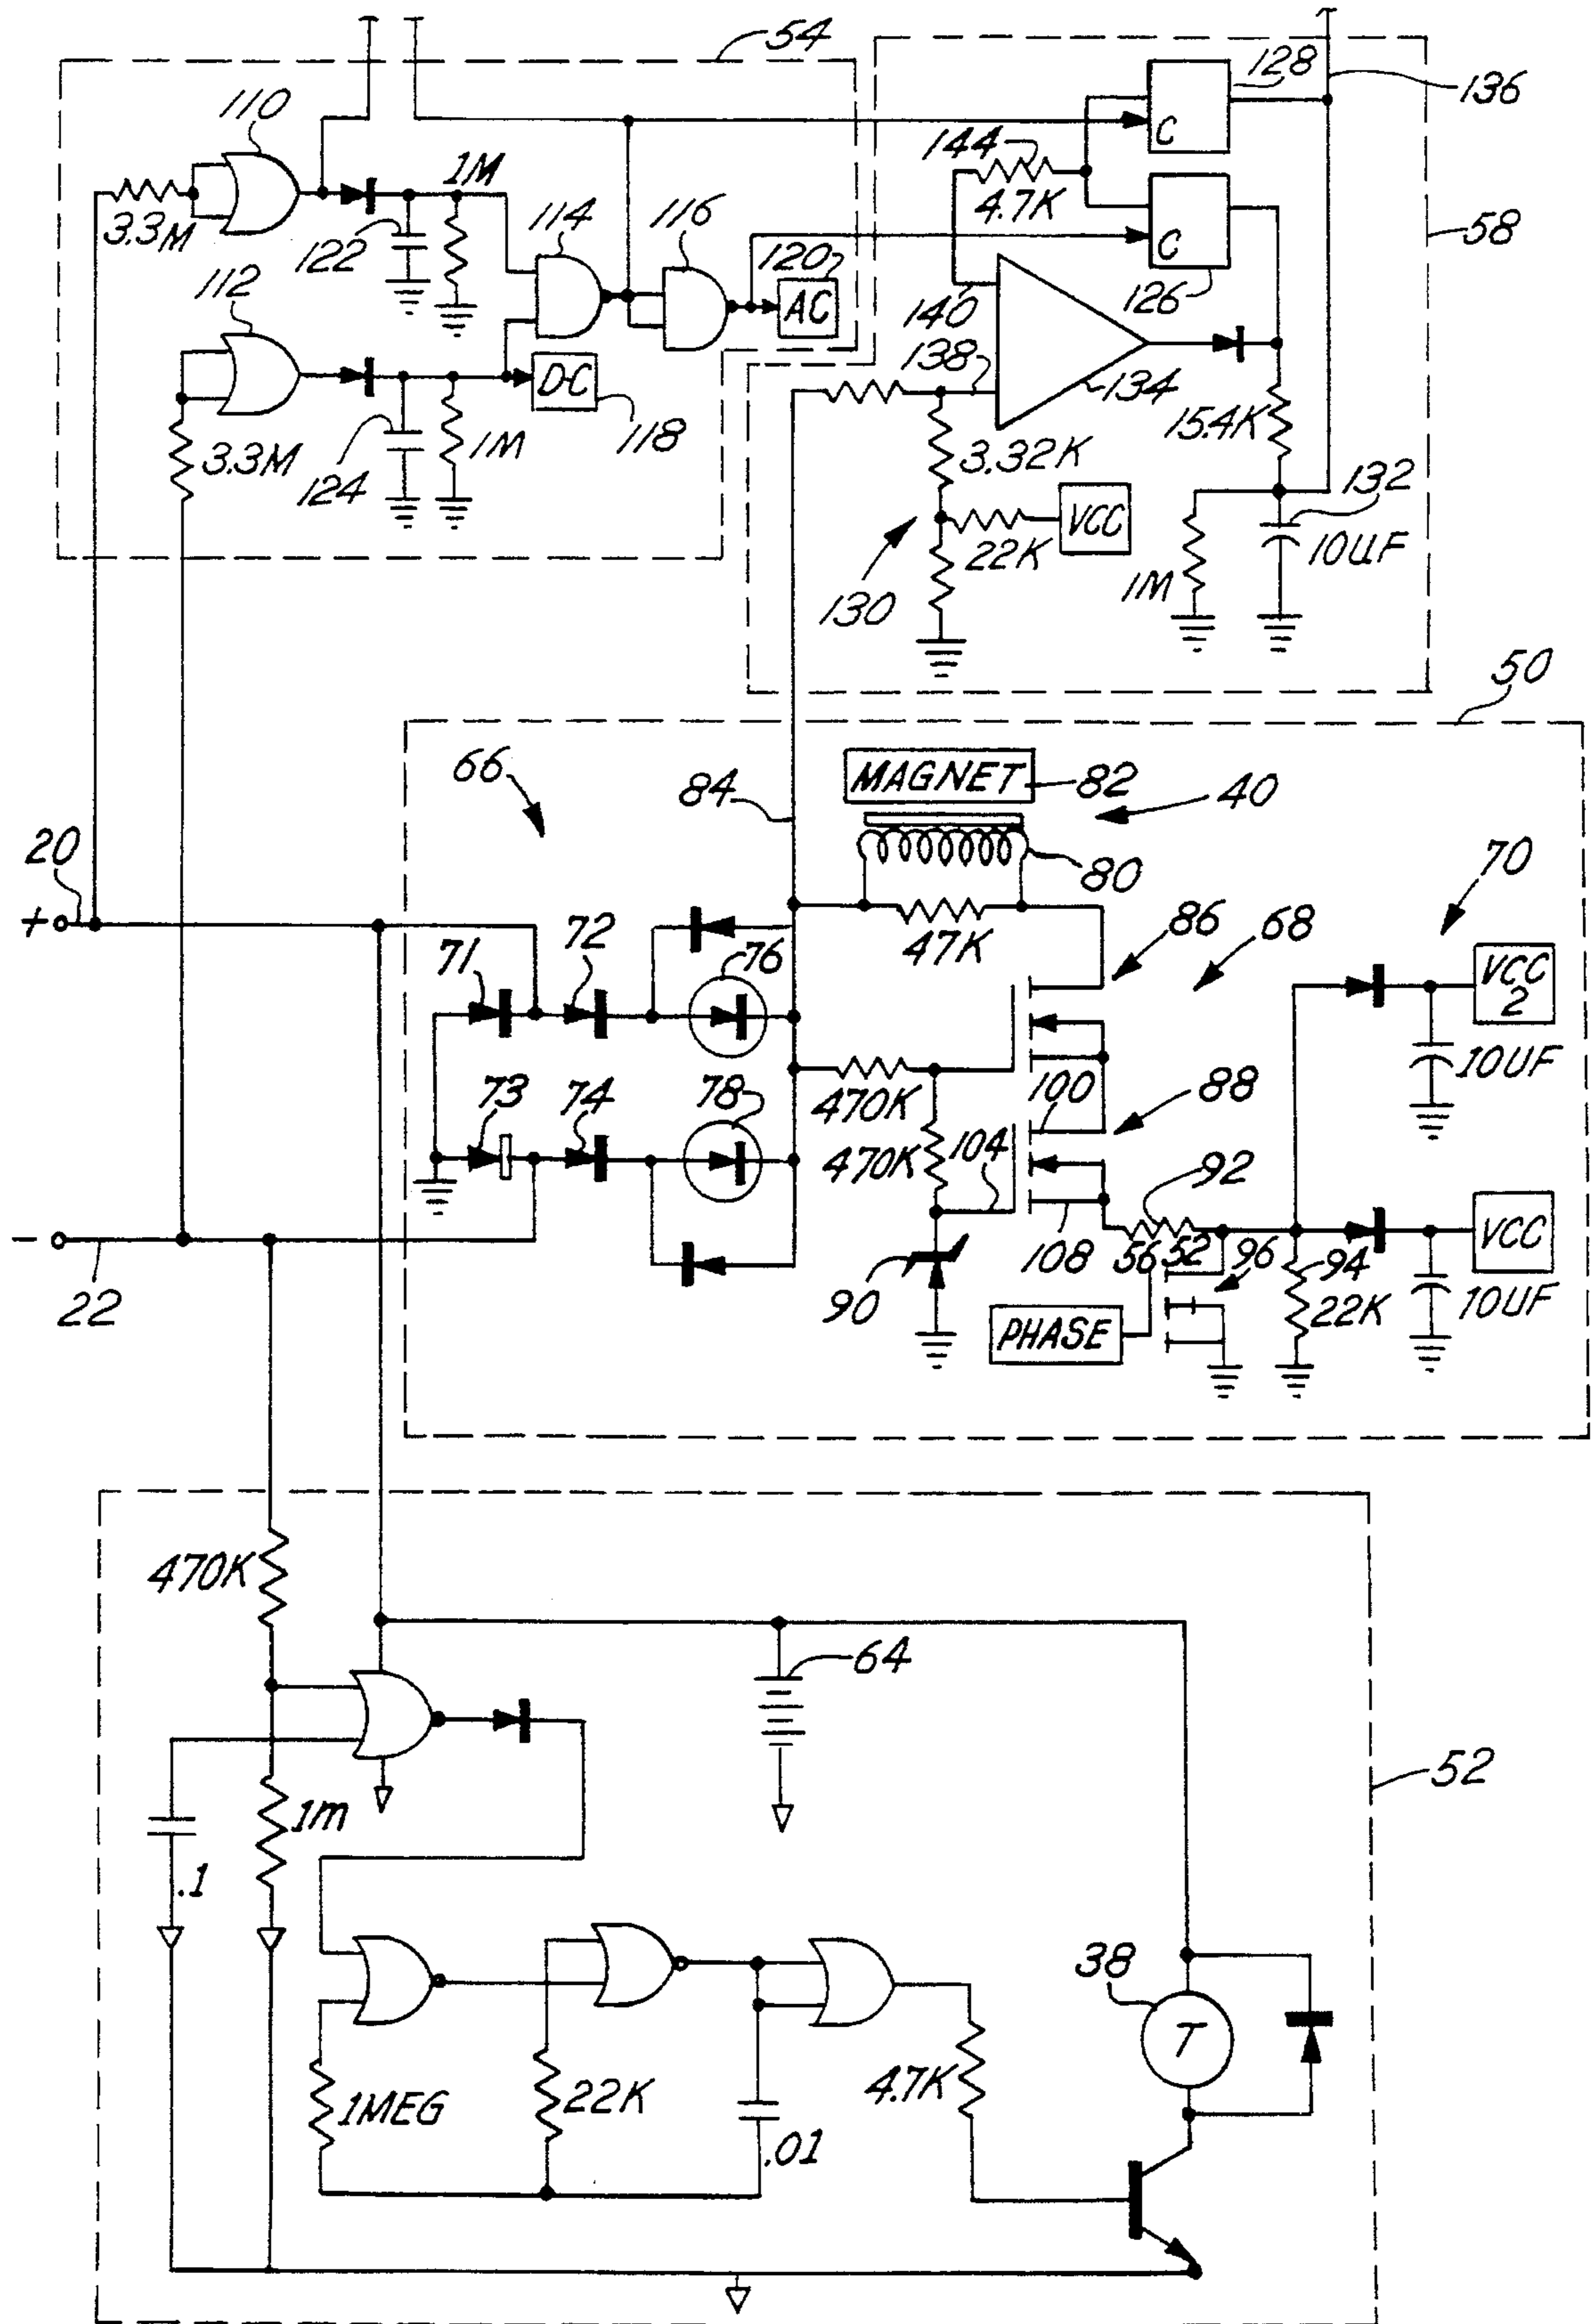 54
110
1M
3.3M
122
114
116
112
120
AC
D-C
118
3.3M
124
1M
128
136
C
144
4.7K
C
58
126
140
138
134
15.4K
3.32K
132
VCC
22K
10UF
130
1M
50
66
84
MAGNET
82
40
20
80
70
+
72
47K
86
68
71
76
VCC
2
10UF
100
73
74
78
470K
88
470K
104
92
-
56
52
96
94
VCC
108
22
90
22K
10UF
PHASE
470K
64
52
1m
.1
38
T
1MEG
22K
4.7K
.01